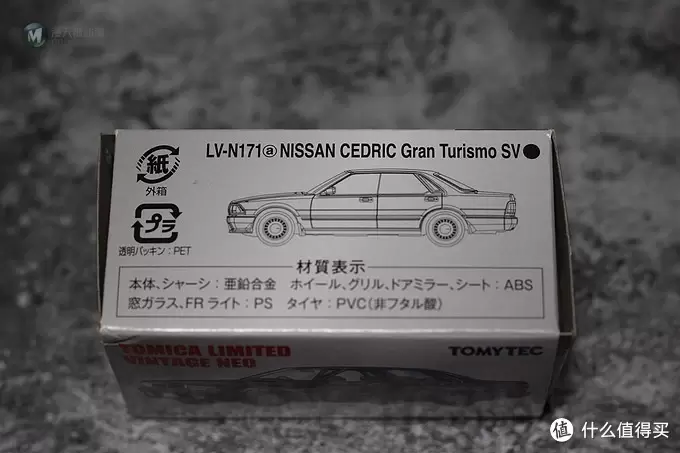 LV-N171ⓐ NISSAN CEDRIC Gran Turismo SV ●
紙
外箱
プラ
透明パッキン:PET
材質表示
本体、シャーシ:亜鉛合金 ホイール、グリル、ドアミラー、シート:ABS
窓ガラス、FRライト:PS タイヤ:PVC(非フタル酸)
TOMICA LIMITED
VINTAGE NEO
TOMYTEC
值 什么值得买